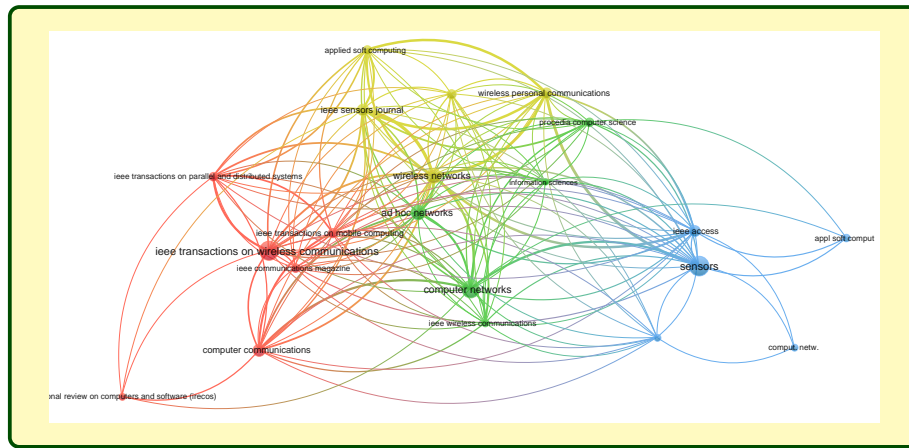 applied soft computing
wireless personal communications
ieee sensors journal
procedia computer science
ieee transactions on parallel and distributed systems
wireless networks
information sciences
ad hoc networks
ieee transactions on mobile computing
ieee access
appl soft comput
ieee transactions on wireless communications
ieee communications magazine
sensors
computer networks
ieee wireless communications
computer communications
comput. netw.
onal review on computers and software (irecos)